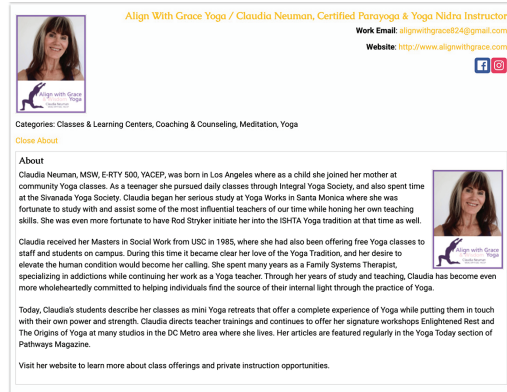 Align With Grace Yoga / Claudia Neuman, Certified Parayoga & Yoga Nidra Instructor
Work Email: alignwithgrace824@gmail.com
Website: http://www.alignwithgrace.com
Align with Grace
Yoga
Claudia Neuman
Categories: Classes & Learning Centers, Coaching & Counseling, Meditation, Yoga
Close About
About
Claudia Neuman, MSW, E-RTY 500, YACEP, was born in Los Angeles where as a child she joined her mother at
community Yoga classes. As a teenager she pursued daily classes through Integral Yoga Society, and also spent time
at the Sivanada Yoga Society. Claudia began her serious study at Yoga Works in Santa Monica where she was
fortunate to study with and assist some of the most influential teachers of our time while honing her own teaching
skills. She was even more fortunate to have Rod Stryker initiate her into the ISHTA Yoga tradition at that time as well.
Align with Grace
Yoga
Claudia Neuman
Claudia received her Masters in Social Work from USC in 1985, where she had also been offering free Yoga classes to
staff and students on campus. During this time it became clear her love of the Yoga Tradition, and her desire to
elevate the human condition would become her calling. She spent many years as a Family Systems Therapist,
specializing in addictions while continuing her work as a Yoga teacher. Through her years of study and teaching, Claudia has become even
more wholeheartedly committed to helping individuals find the source of their internal light through the practice of Yoga.
Today, Claudia's students describe her classes as mini Yoga retreats that offer a complete experience of Yoga while putting them in touch
with their own power and strength. Claudia directs teacher trainings and continues to offer her signature workshops Enlightened Rest and
The Origins of Yoga at many studios in the DC Metro area where she lives. Her articles are featured regularly in the Yoga Today section of
Pathways Magazine.
Visit her website to learn more about class offerings and private instruction opportunities.